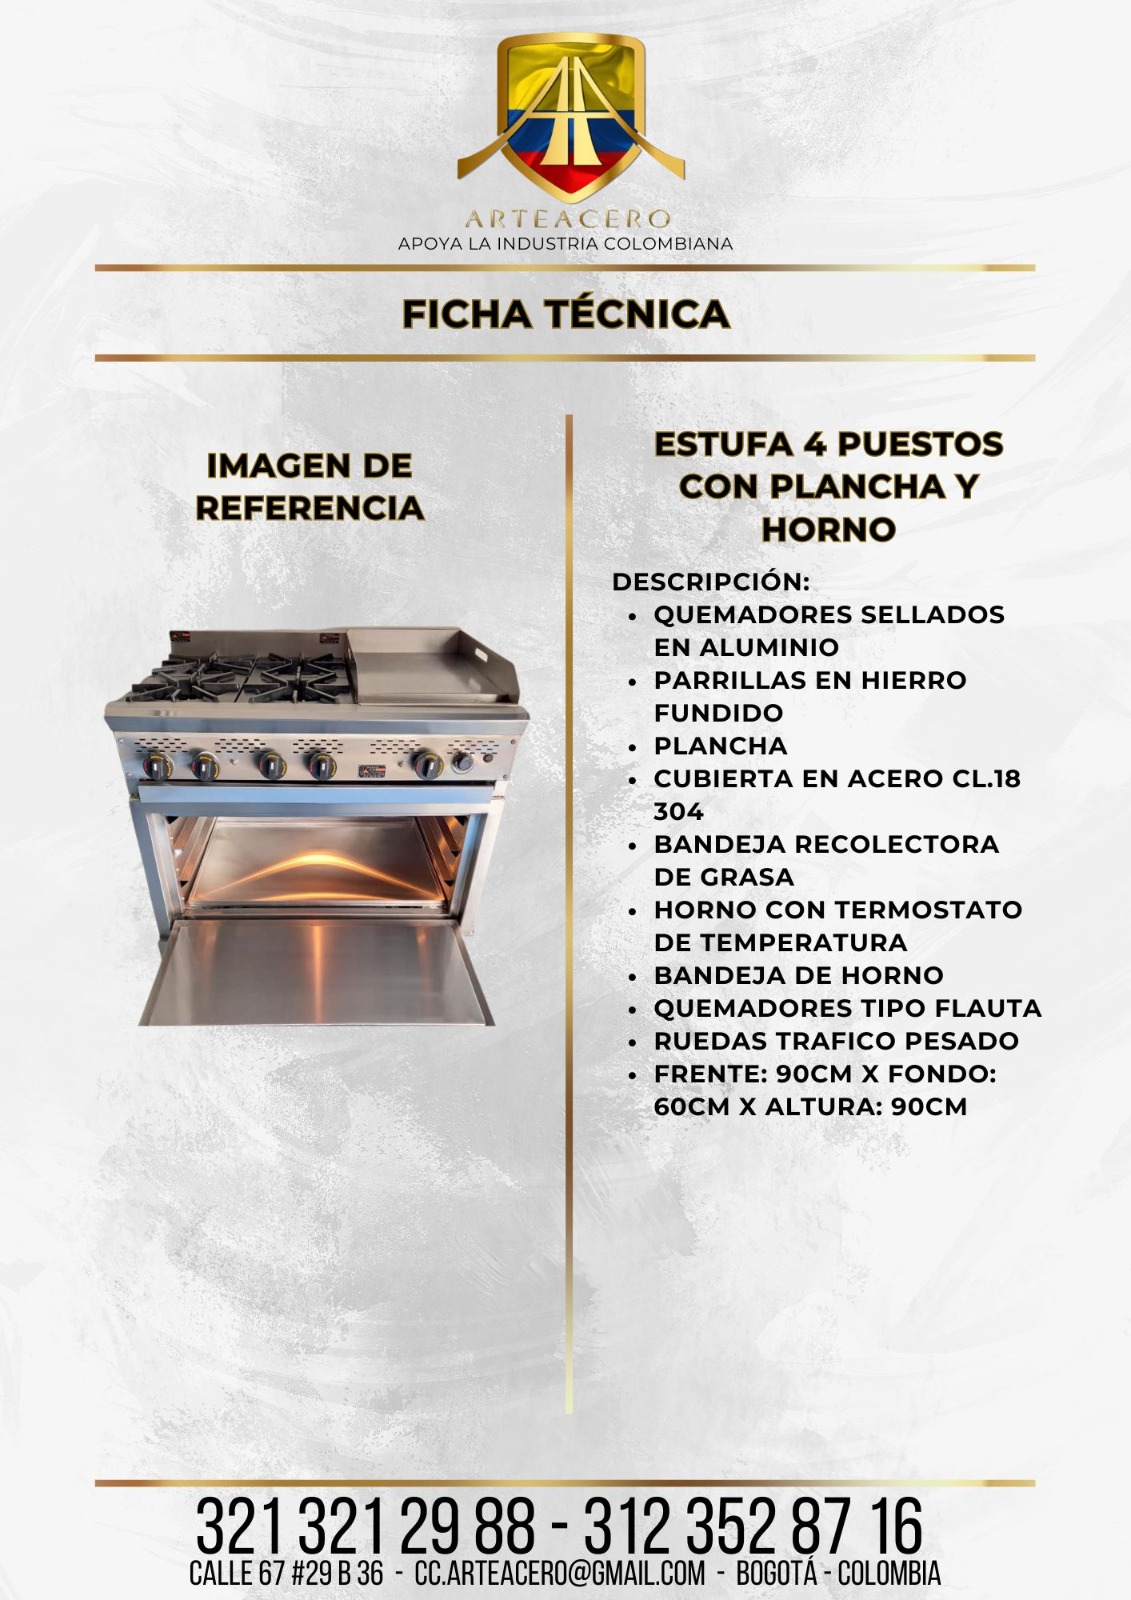 ARTEACERO
APOYA LA INDUSTRIA COLOMBIANA
FICHA TÉCNICA
IMAGEN DE
REFERENCIA
ESTUFA 4 PUESTOS
CON PLANCHA Y
HORNO
DESCRIPCIÓN:
• QUEMADORES SELLADOS
EN ALUMINIO
• PARRILLAS EN HIERRO
FUNDIDO
• PLANCHA
• CUBIERTA EN ACERO CL.18
304
• BANDEJA RECOLECTORA
DE GRASA
• HORNO CON TERMOSTATO
DE TEMPERATURA
• BANDEJA DE HORNO
• QUEMADORES TIPO FLAUTA
• RUEDAS TRAFICO PESADO
• FRENTE: 90CM X FONDO:
60CM X ALTURA: 90CM
321 321 29 88 - 312 352 87 16
CALLE 67 #29 B 36 - CC.ARTEACERO@GMAIL.COM - BOGOTÁ - COLOMBIA